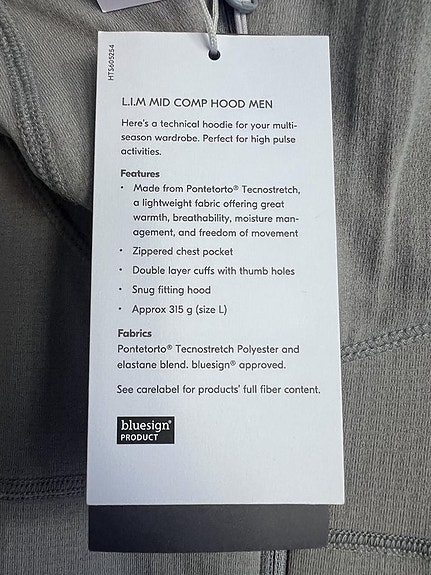 HTS605254
L.I.M MID COMP HOOD MEN
Here's a technical hoodie for your multi-
season wardrobe. Perfect for high pulse
activities.
Features
• Made from Pontetorto® Tecnostretch,
a lightweight fabric offering great
warmth, breathability, moisture man-
agement, and freedom of movement
• Zippered chest pocket
• Double layer cuffs with thumb holes
• Snug fitting hood
• Approx 315 g (size L)
Fabrics
Pontetorto® Tecnostretch Polyester and
elastane blend. bluesign® approved.
See carelabel for products' full fiber content.
bluesign®
PRODUCT